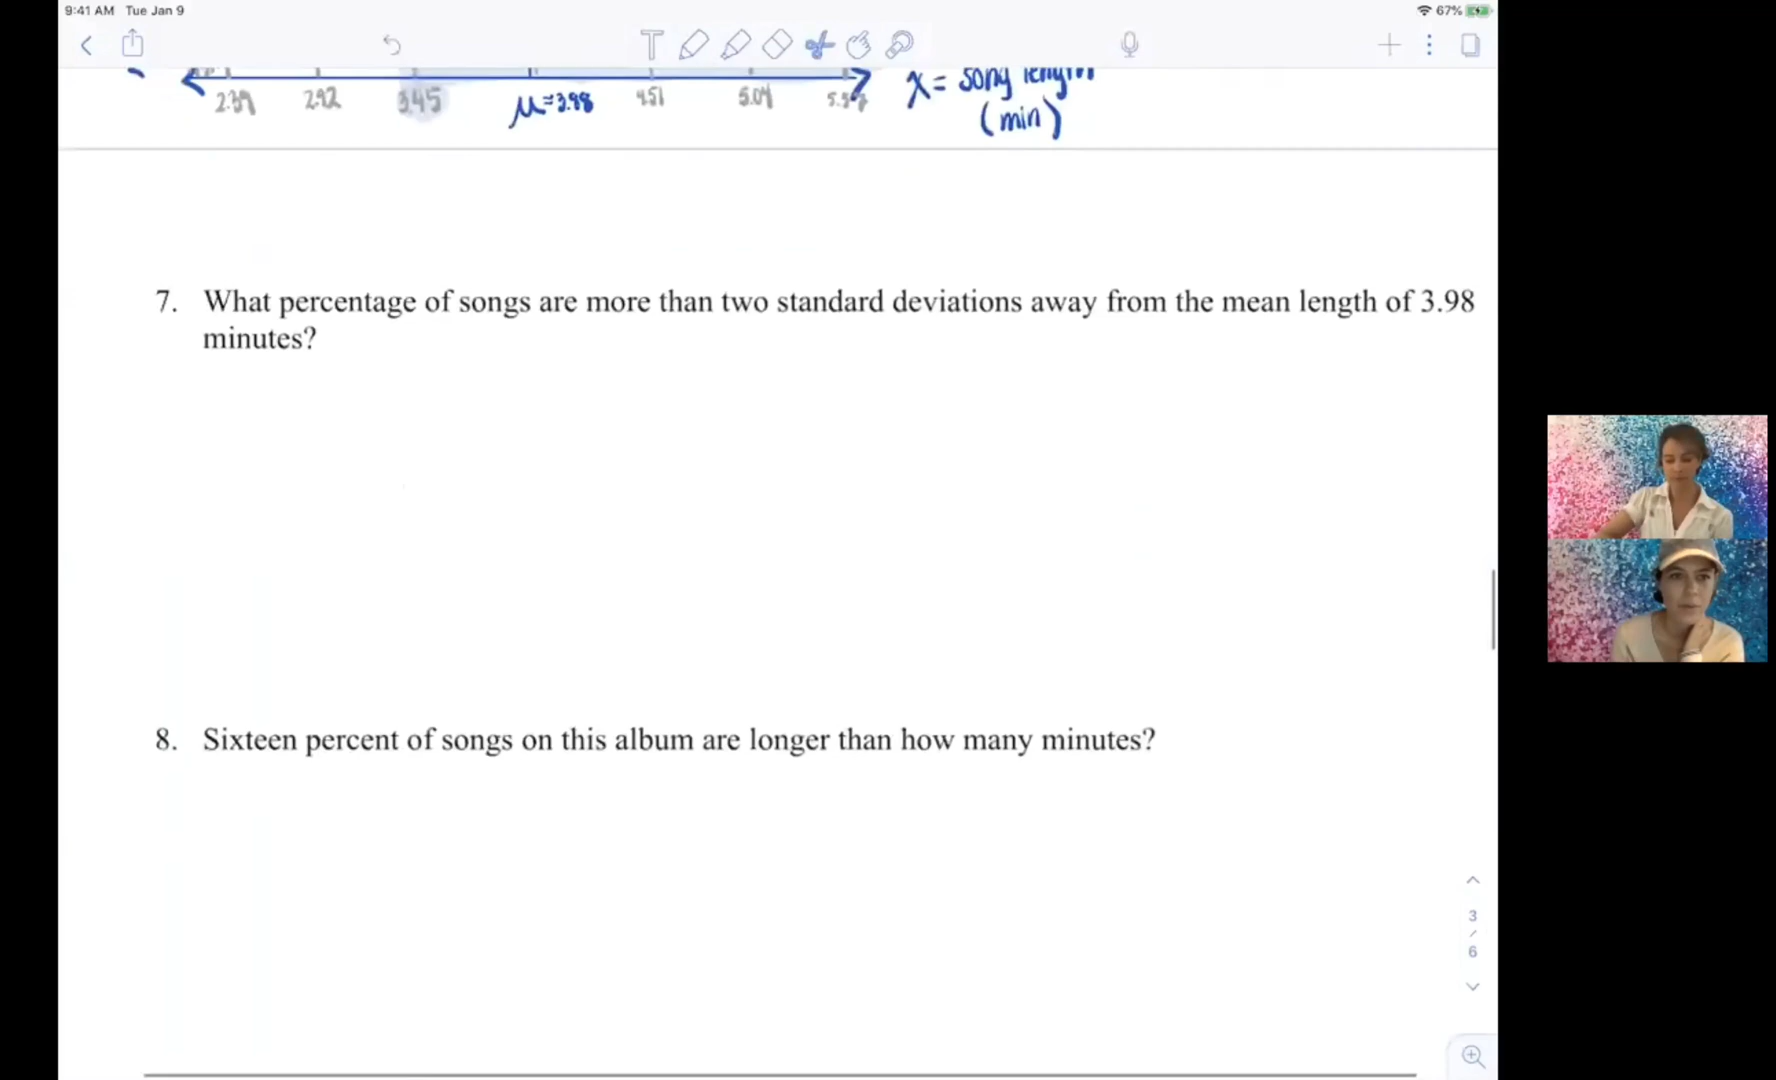 9:41 AM Tue Jan 9
67%
2.39 2.92 3.45 μ=3.98 4.51 5.04 5.57 x = song length
(min)
7. What percentage of songs are more than two standard deviations away from the mean length of 3.98
minutes?
8. Sixteen percent of songs on this album are longer than how many minutes?
3
/
6